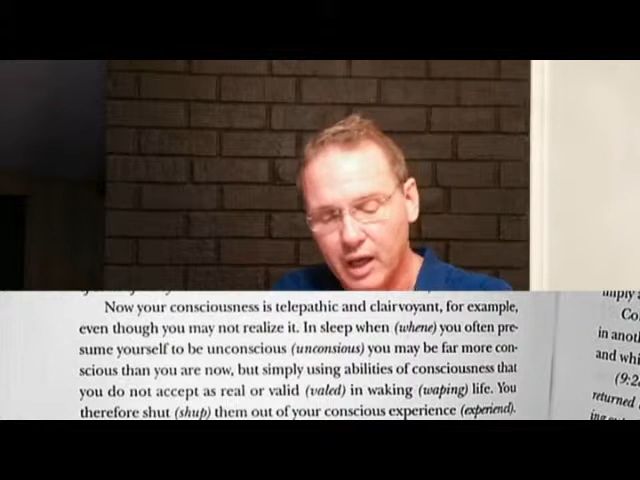 Now your consciousness is telepathic and clairvoyant, for example,
even though you may not realize it. In sleep when (whene) you often pre-
sume yourself to be unconscious (unconsious) you may be far more con-
scious than you are now, but simply using abilities of consciousness that
you do not accept as real or valid (valed) in waking (waping) life. You
therefore shut (shup) them out of your conscious experience (experiend).
imply
Co
in anot
and whi
(9:2
returned